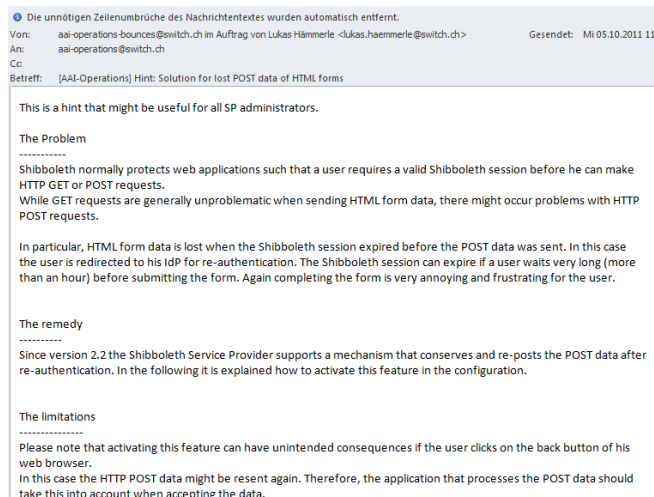 Die unnötigen Zeilenumbrüche des Nachrichtentextes wurden automatisch entfernt.
Von: aai-operations-bounces@switch.ch im Auftrag von Lukas Hämmerle <lukas.haemmerle@switch.ch> Gesendet: Mi 05.10.2011 11
An: aai-operations@switch.ch
Cc:
Betreff: [AAI-Operations] Hint: Solution for lost POST data of HTML forms
This is a hint that might be useful for all SP administrators.
The Problem
-----------
Shibboleth normally protects web applications such that a user requires a valid Shibboleth session before he can make
HTTP GET or POST requests.
While GET requests are generally unproblematic when sending HTML form data, there might occur problems with HTTP
POST requests.
In particular, HTML form data is lost when the Shibboleth session expired before the POST data was sent. In this case
the user is redirected to his IdP for re-authentication. The Shibboleth session can expire if a user waits very long (more
than an hour) before submitting the form. Again completing the form is very annoying and frustrating for the user.
The remedy
----------
Since version 2.2 the Shibboleth Service Provider supports a mechanism that conserves and re-posts the POST data after
re-authentication. In the following it is explained how to activate this feature in the configuration.
The limitations
---------------
Please note that activating this feature can have unintended consequences if the user clicks on the back button of his
web browser.
In this case the HTTP POST data might be resent again. Therefore, the application that processes the POST data should
take this into account when accepting the data.